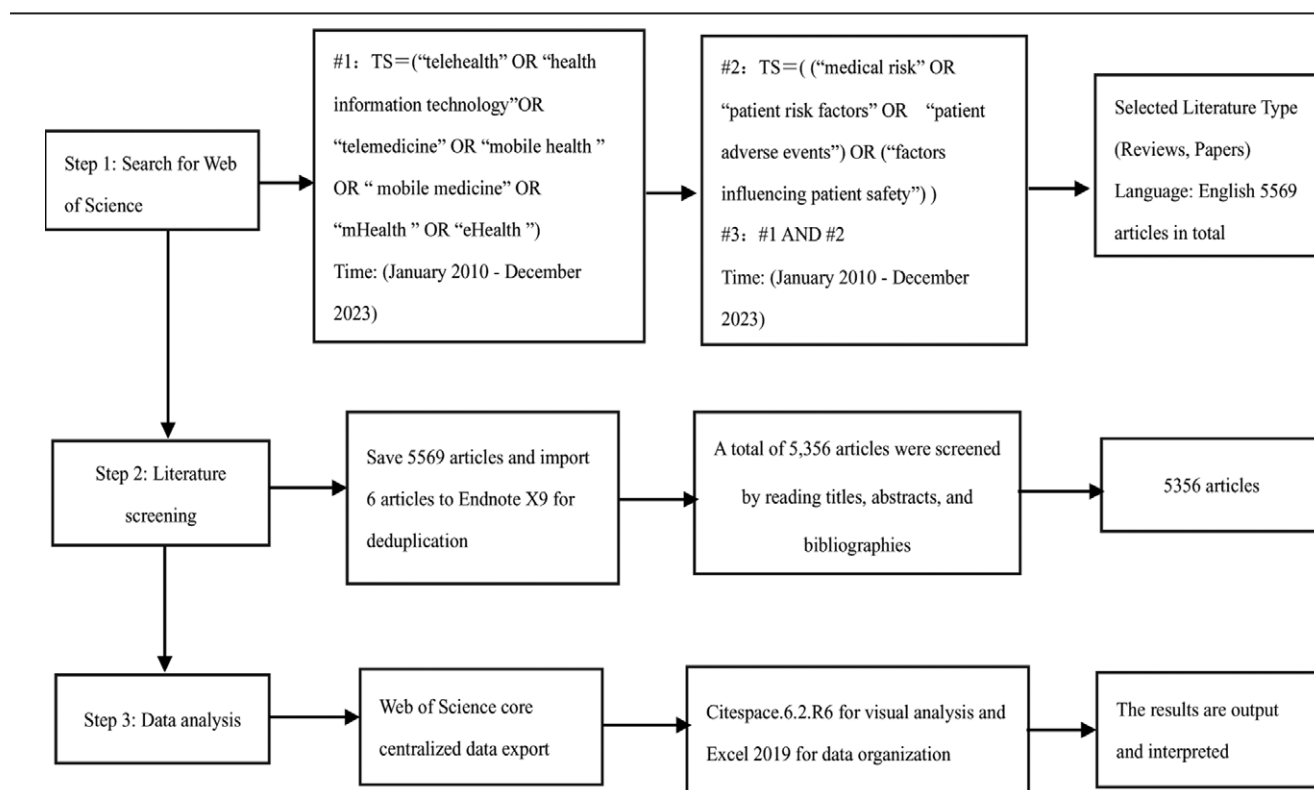 Step 1: Search for Web
of Science
#1：TS＝(“telehealth” OR “health
information technology”OR
“telemedicine” OR “mobile health ”
OR “ mobile medicine” OR
“mHealth ” OR “eHealth ”)
Time: (January 2010 - December
2023)
#2：TS＝( (“medical risk” OR
“patient risk factors” OR “patient
adverse events”) OR (“factors
influencing patient safety”) )
#3：#1 AND #2
Time: (January 2010 - December
2023)
Selected Literature Type
(Reviews, Papers)
Language: English 5569
articles in total
Step 2: Literature
screening
Save 5569 articles and import
6 articles to Endnote X9 for
deduplication
A total of 5,356 articles were screened
by reading titles, abstracts, and
bibliographies
5356 articles
Step 3: Data analysis
Web of Science core
centralized data export
Citespace.6.2.R6 for visual analysis and
Excel 2019 for data organization
The results are output
and interpreted